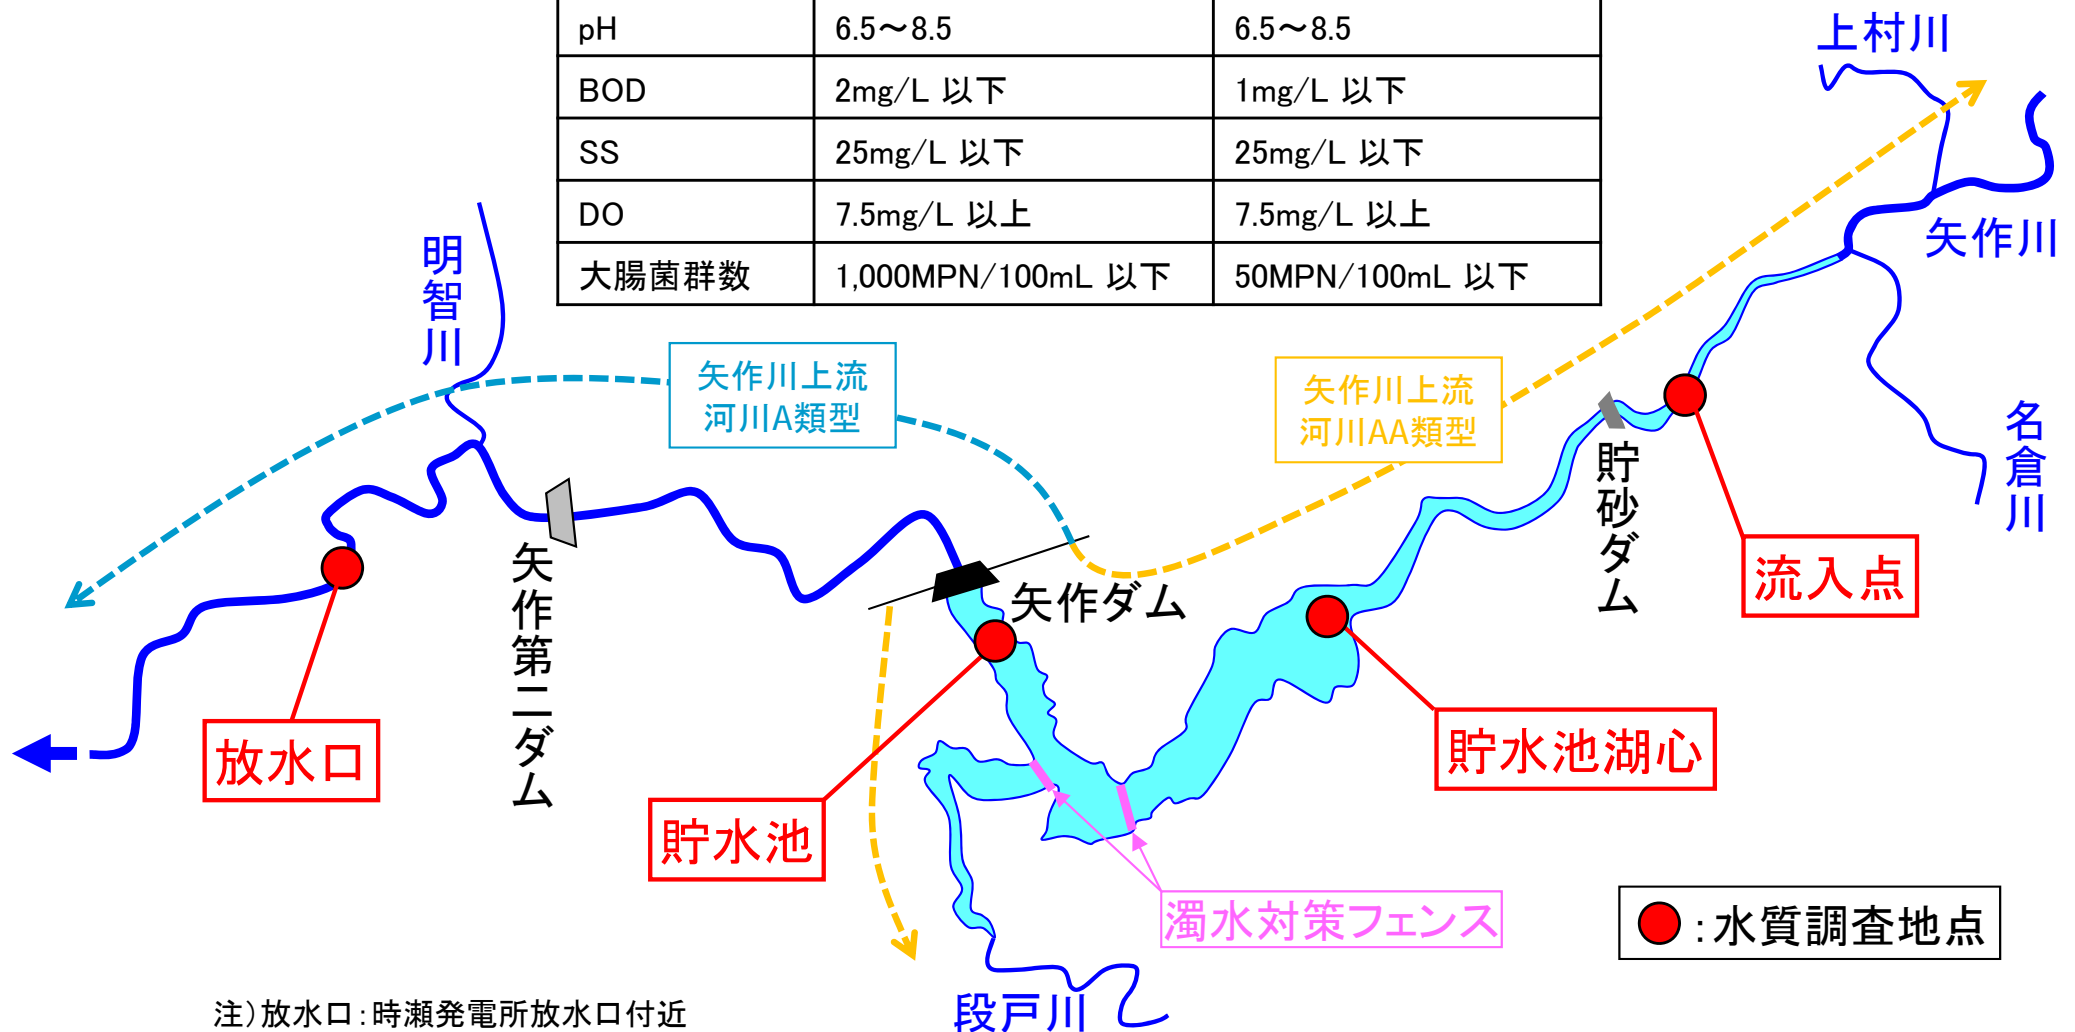 pH 6.5～8.5 6.5～8.5
BOD 2mg/L 以下 1mg/L 以下
SS 25mg/L 以下 25mg/L 以下
DO 7.5mg/L 以上 7.5mg/L 以上
大腸菌群数 1,000MPN/100mL 以下 50MPN/100mL 以下
上村川
矢作川
明智川
矢作川上流
河川A類型
矢作川上流
河川AA類型
名倉川
貯砂ダム
流入点
矢作第二ダム
矢作ダム
放水口
貯水池湖心
貯水池
濁水対策フェンス
：水質調査地点
段戸川
注）放水口：時瀬発電所放水口付近